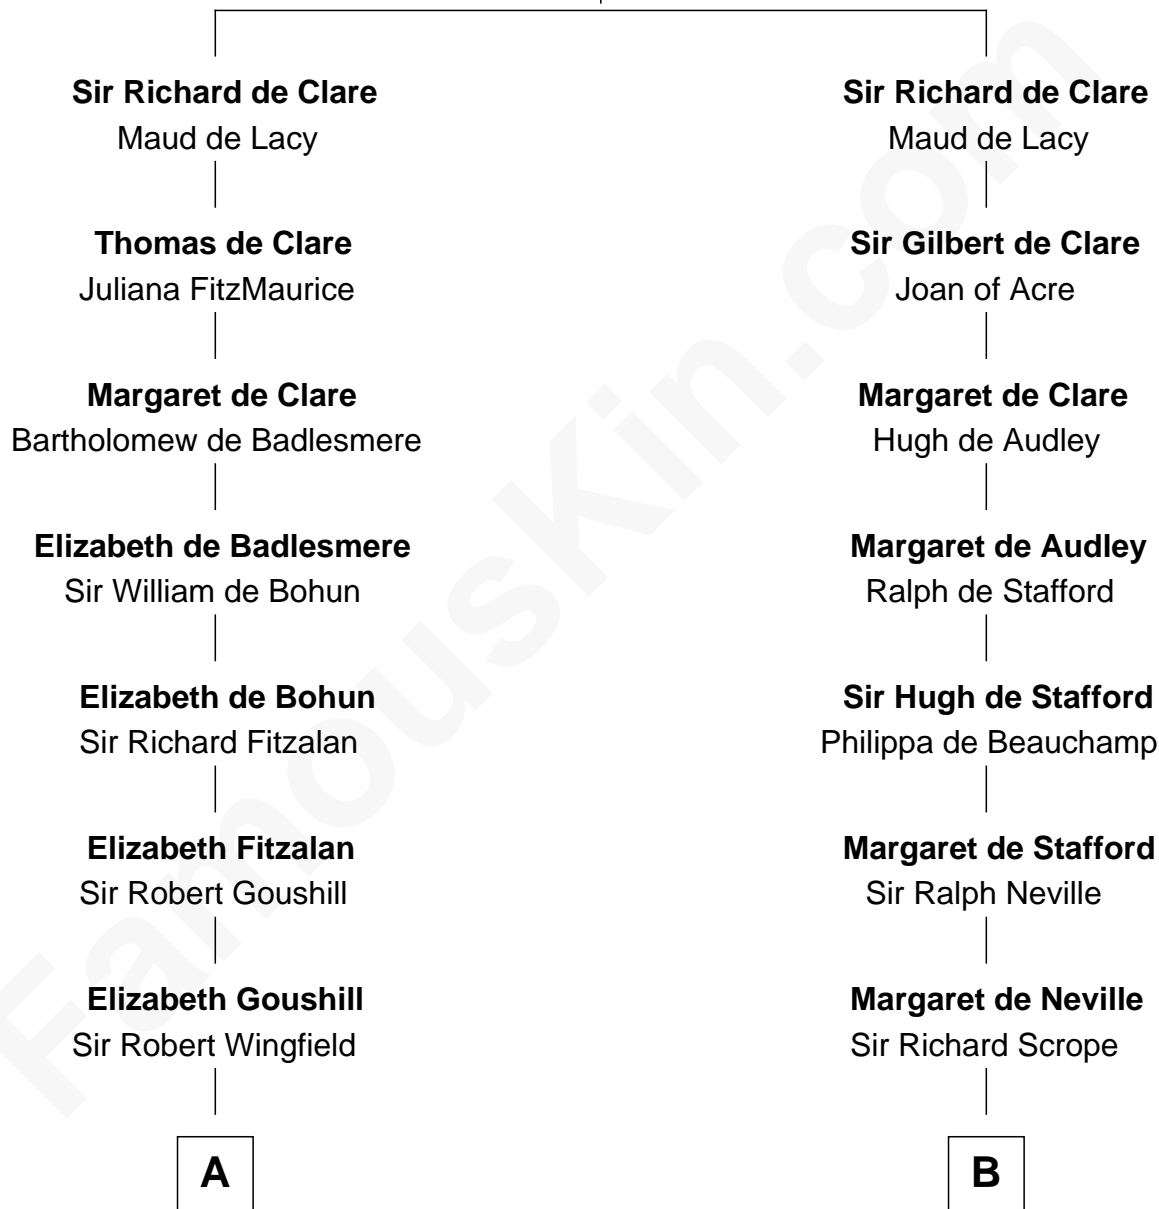 Sir Richard de Clare
Maud de Lacy
Thomas de Clare
Juliana FitzMaurice
Margaret de Clare
Bartholomew de Badlesmere
Elizabeth de Badlesmere
Sir William de Bohun
Elizabeth de Bohun
Sir Richard Fitzalan
Elizabeth Fitzalan
Sir Robert Goushill
Elizabeth Goushill
Sir Robert Wingfield
A
Sir Richard de Clare
Maud de Lacy
Sir Gilbert de Clare
Joan of Acre
Margaret de Clare
Hugh de Audley
Margaret de Audley
Ralph de Stafford
Sir Hugh de Stafford
Philippa de Beauchamp
Margaret de Stafford
Sir Ralph Neville
Margaret de Neville
Sir Richard Scrope
B
FamousKin.com